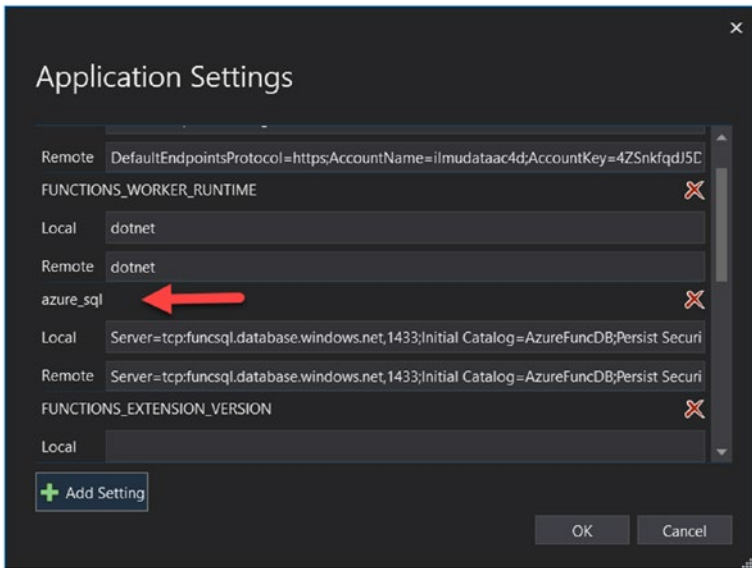 Application Settings
Remote DefaultEndpointsProtocol=https;AccountName=ilmudataac4d;AccountKey=4ZSnkfqdJ5D
FUNCTIONS_WORKER_RUNTIME
Local dotnet
Remote dotnet
azure_sql
Local Server=tcp:funcsql.database.windows.net,1433;Initial Catalog=AzureFuncDB;Persist Securi
Remote Server=tcp:funcsql.database.windows.net,1433;Initial Catalog=AzureFuncDB;Persist Securi
FUNCTIONS_EXTENSION_VERSION
Local
Add Setting
OK Cancel